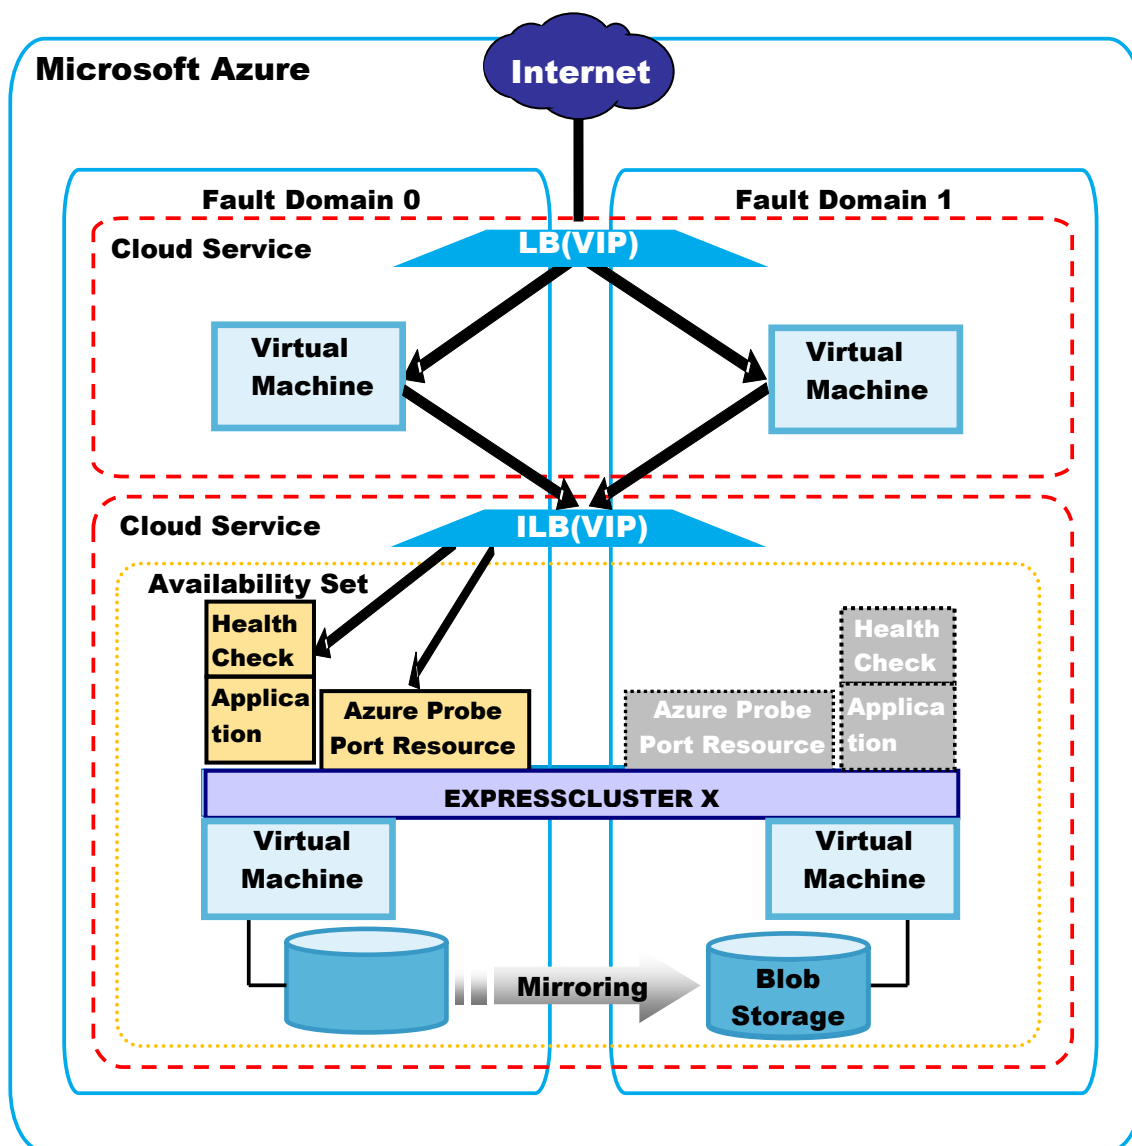 Internet
Microsoft Azure
Fault Domain 0
Fault Domain 1
LB(VIP)
Cloud Service
Virtual
Machine
Virtual
Machine
ILB(VIP)
Cloud Service
Availability Set
Health
Check
Applica
tion
Azure Probe
Port Resource
Azure Probe
Port Resource
Health
Check
Applica
tion
EXPRESSCLUSTER X
Virtual
Machine
Virtual
Machine
Mirroring
Blob
Storage